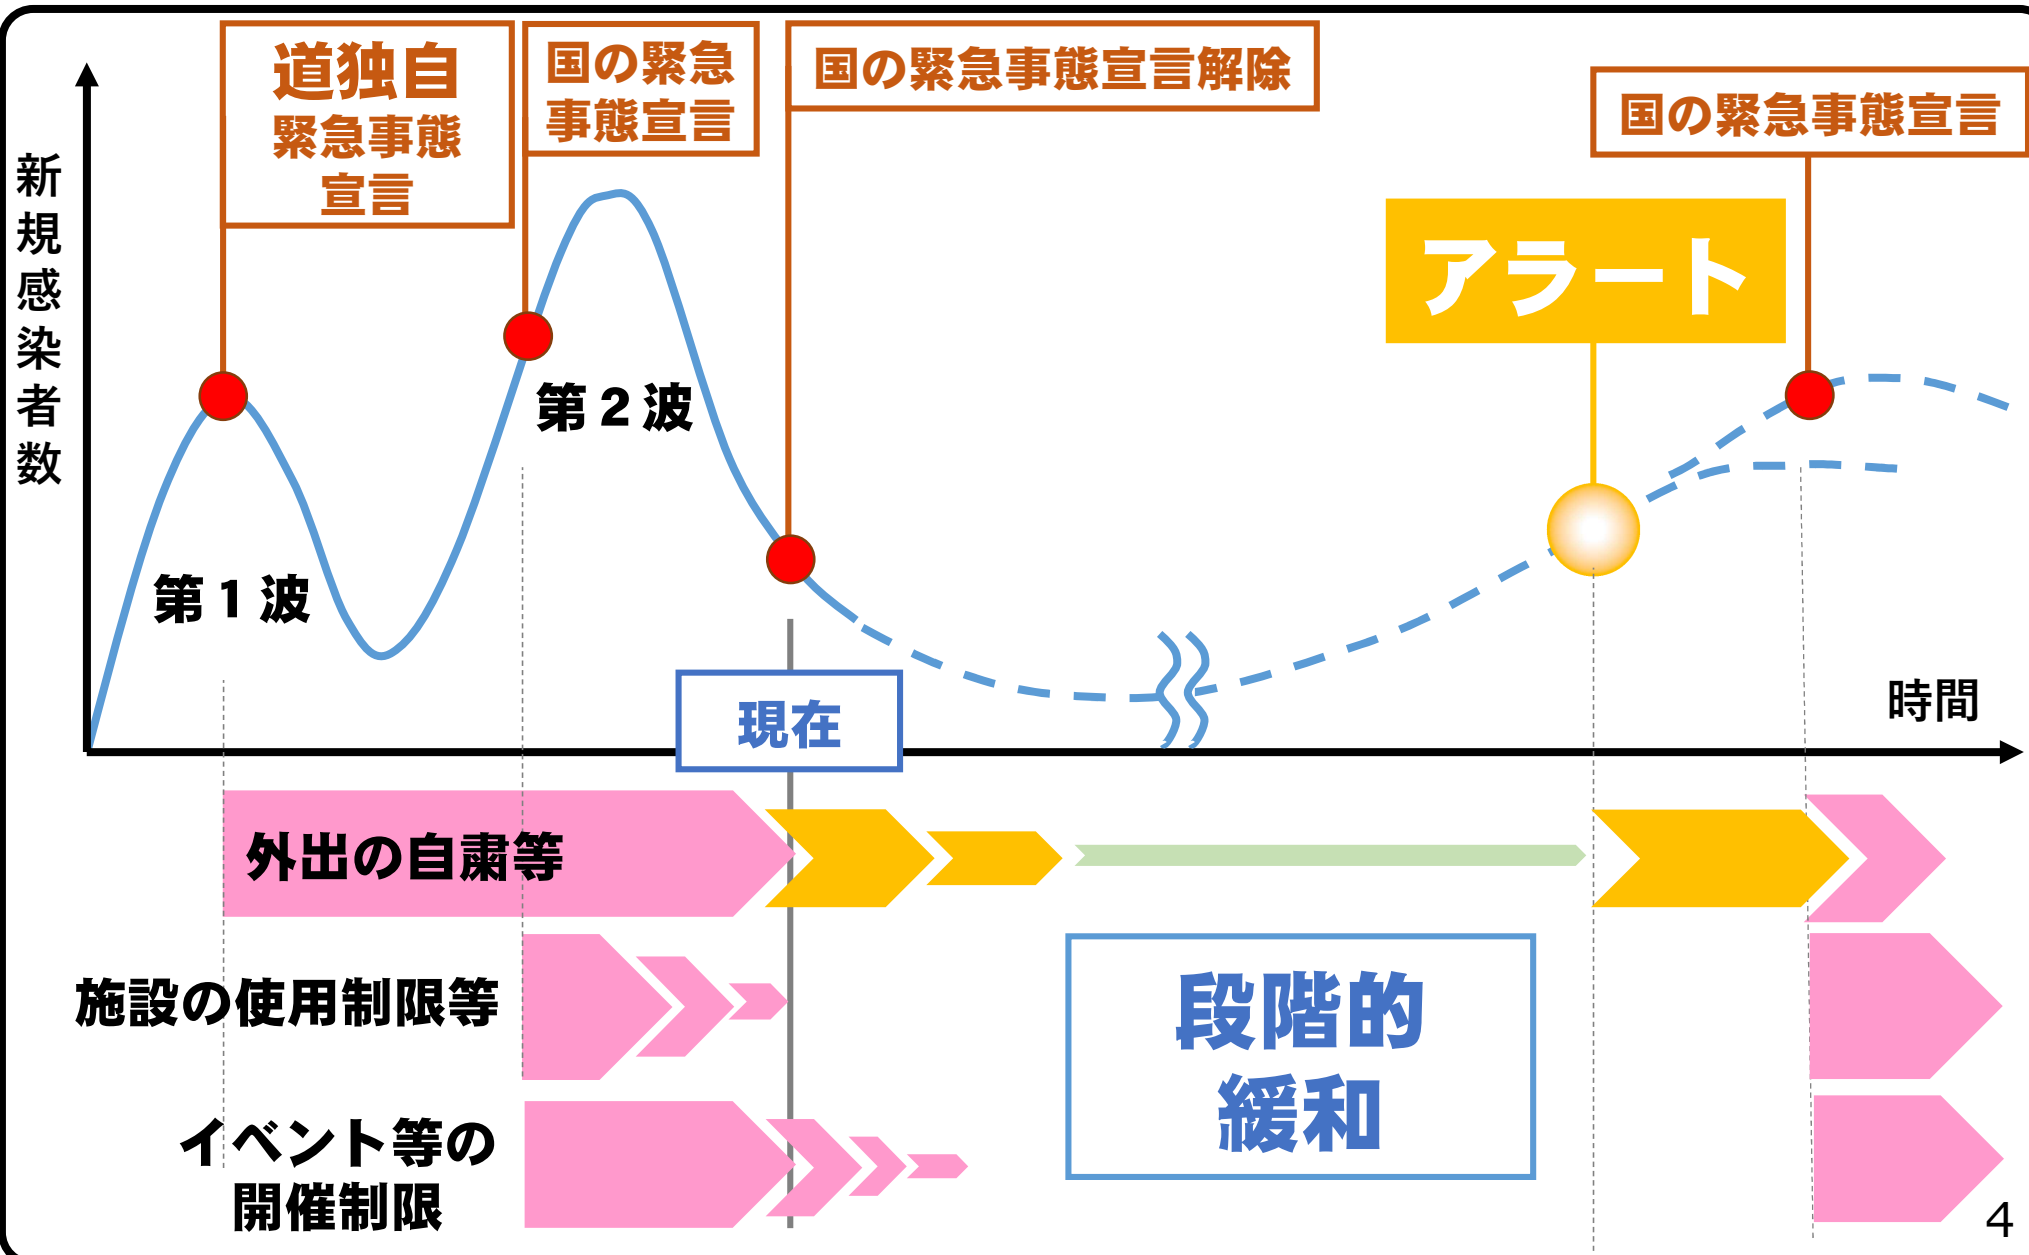 道独自
緊急事態
宣言
国の緊急
事態宣言
国の緊急事態宣言解除
国の緊急事態宣言
アラート
新規感染者数
第2波
第1波
時間
現在
外出の自粛等
施設の使用制限等
イベント等の
開催制限
段階的
緩和
4